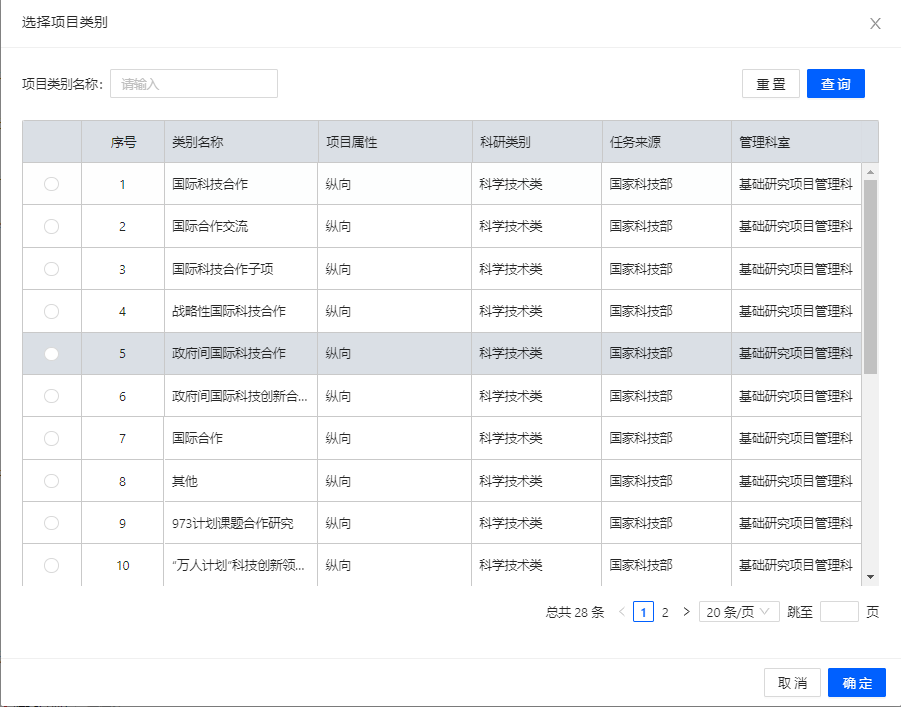 选择项目类别
项目类别名称: 请输入 重 置 查 询
序号 类别名称 项目属性 科研类别 任务来源 管理科室
1 国际科技合作 纵向 科学技术类 国家科技部 基础研究项目管理科
2 国际合作交流 纵向 科学技术类 国家科技部 基础研究项目管理科
3 国际科技合作子项 纵向 科学技术类 国家科技部 基础研究项目管理科
4 战略性国际科技合作 纵向 科学技术类 国家科技部 基础研究项目管理科
5 政府间国际科技合作 纵向 科学技术类 国家科技部 基础研究项目管理科
6 政府间国际科技创新合... 纵向 科学技术类 国家科技部 基础研究项目管理科
7 国际合作 纵向 科学技术类 国家科技部 基础研究项目管理科
8 其他 纵向 科学技术类 国家科技部 基础研究项目管理科
9 973计划课题合作研究 纵向 科学技术类 国家科技部 基础研究项目管理科
10 “万人计划”科技创新领... 纵向 科学技术类 国家科技部 基础研究项目管理科
总共 28 条 < 1 2 > 20 条/页 跳至 页
取 消 确 定